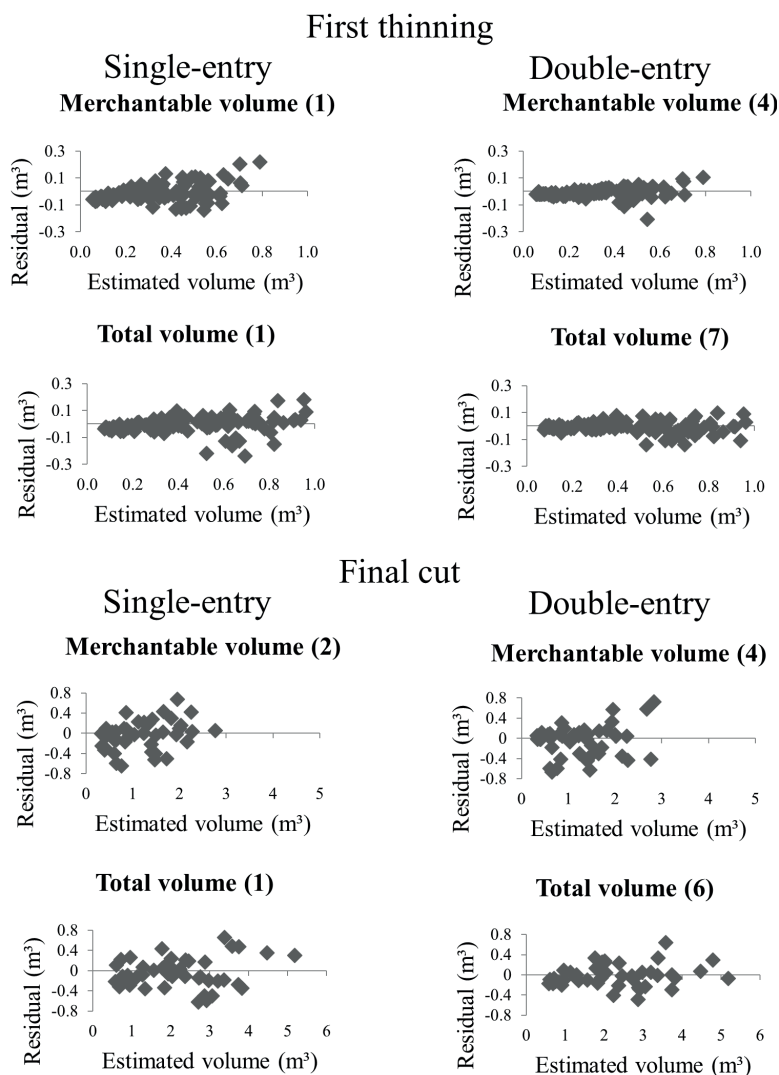 First thinning
Single-entry
Double-entry
Merchantable volume (1)
Merchantable volume (4)
0.3
0.1
-0.1
-0.3
Residual (m³)
0.0 0.2 0.4 0.6 0.8 1.0
Estimated volume (m³)
0.3
0.1
-0.1
-0.3
Resdidual (m³)
0.0 0.2 0.4 0.6 0.8 1.0
Estimated volume (m³)
Total volume (1)
Total volume (7)
0.3
0.1
-0.1
-0.3
Residual (m³)
0.0 0.2 0.4 0.6 0.8 1.0
Estimated volume (m³)
0.3
0.1
-0.1
-0.3
Residual (m³)
0.0 0.2 0.4 0.6 0.8 1.0
Estimated volume (m³)
Final cut
Single-entry
Double-entry
Merchantable volume (2)
Merchantable volume (4)
0.8
0.4
0
-0.4
-0.8
Residual (m³)
0 1 2 3 4 5
Estimated volume (m³)
0.8
0.4
0
-0.4
-0.8
Residual (m³)
0 1 2 3 4 5
Estimated volume (m³)
Total volume (1)
Total volume (6)
0.8
0.4
0
-0.4
-0.8
Residual (m³)
0 1 2 3 4 5 6
Estimated volume (m³)
0.8
0.4
0
-0.4
-0.8
Residual (m³)
0 1 2 3 4 5 6
Estimated volume (m³)